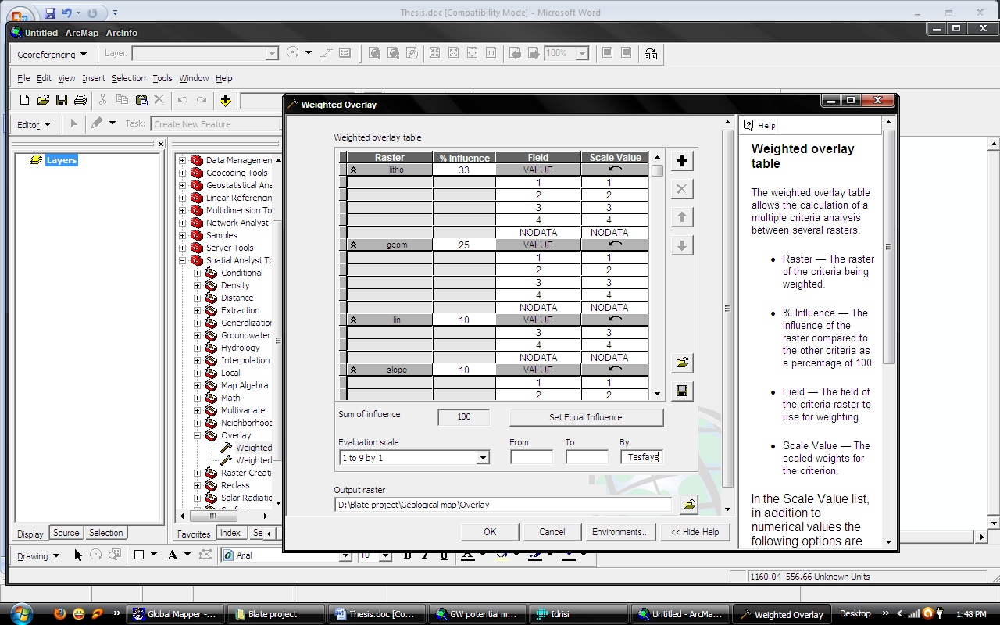 Thesis.doc [Compatibility Mode] - Microsoft Word
Untitled - ArcMap - ArcInfo
Georeferencing Layer: 1:1 100%
File Edit View Insert Selection Tools Window Help
Editor Task: Create New Feature
Layers
Data Managemen
Geocoding Tools
Geostatistical Ana
Linear Referencin
Multidimension To
Network Analyst
Samples
Server Tools
Spatial Analyst To
Conditional
Density
Distance
Extraction
Generalization
Groundwater
Hydrology
Interpolation
Local
Map Algebra
Math
Multivariate
Neighborhood
Overlay
Weighted
Weighted
Raster Creati
Reclass
Solar Radiatio
Surface
Display Source Selection
Favorites Index Se
Weighted Overlay
Weighted overlay table
Raster % Influence Field Scale Value
litho 33 VALUE
1 1
2 2
3 3
4 4
NODATA NODATA
geom 25 VALUE
1 1
2 2
3 3
4 4
NODATA NODATA
lin 10 VALUE
3 3
4 4
NODATA NODATA
slope 10 VALUE
1 1
2 2
Sum of influence 100 Set Equal Influence
Evaluation scale From To By
1 to 9 by 1 Tesfaye
Output raster
D:\Blate project\Geological map\Overlay
OK Cancel Environments... << Hide Help
Help
Weighted overlay
table
The weighted overlay table
allows the calculation of a
multiple criteria analysis
between several rasters.
• Raster — The raster
of the criteria being
weighted.
• % Influence — The
influence of the
raster compared to
the other criteria as
a percentage of 100.
• Field — The field of
the criteria raster to
use for weighting.
• Scale Value — The
scaled weights for
the criterion.
In the Scale Value list,
in addition to
numerical values the
following options are
Drawing A Arial 10 B I U A
1160.04 556.66 Unknown Units
Global Mapper -... Blate project Thesis.doc [Co... GW potential m... Idrisi Untitled - ArcMa... Weighted Overlay Desktop 1:48 PM